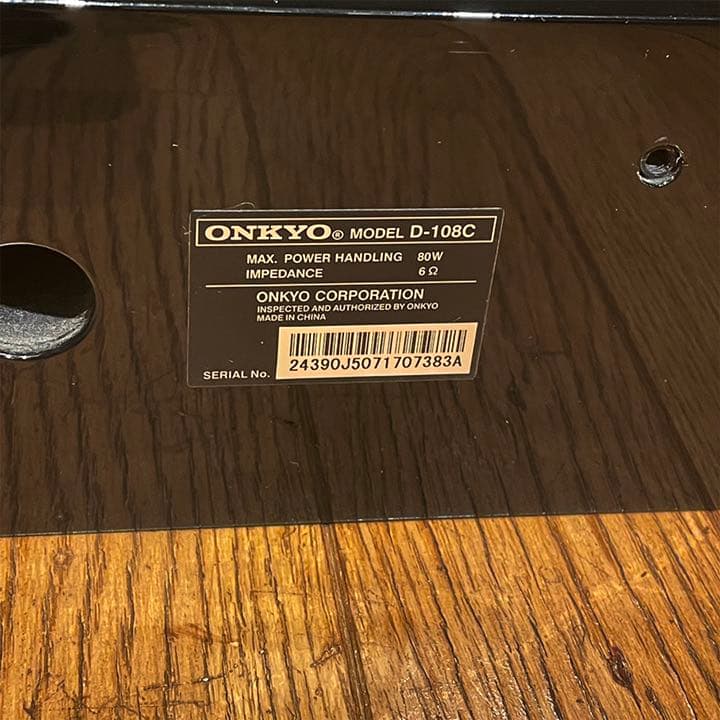 ONKYO® MODEL D-108C
MAX. POWER HANDLING 80W
IMPEDANCE 6 Ω
ONKYO CORPORATION
INSPECTED AND AUTHORIZED BY ONKYO
MADE IN CHINA
SERIAL No. 24390J5071707383A